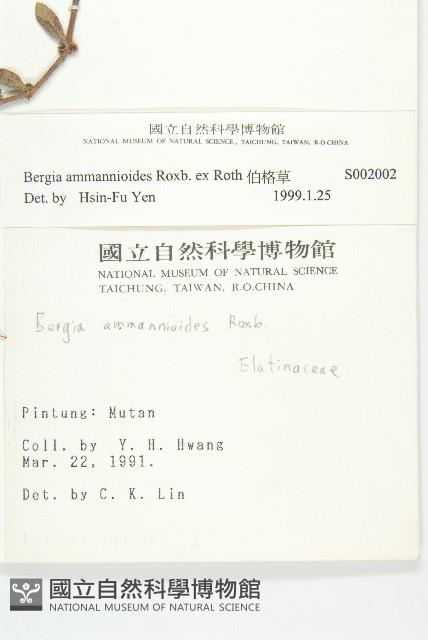 國立自然科學博物館
NATIONAL MUSEUM OF NATURAL SCIENCE, TAICHUNG, TAIWAN, R.O.CHINA
Bergia ammannioides Roxb. ex Roth 伯格草 S002002
Det. by Hsin-Fu Yen 1999.1.25
國立自然科學博物館
NATIONAL MUSEUM OF NATURAL SCIENCE
TAICHUNG, TAIWAN, R.O.CHINA
Bergia ammannioides Roxb.
Elatinaceae
Pintung: Mutan
Coll. by Y. H. Hwang
Mar. 22, 1991.
Det. by C. K. Lin
國立自然科學博物館
NATIONAL MUSEUM OF NATURAL SCIENCE